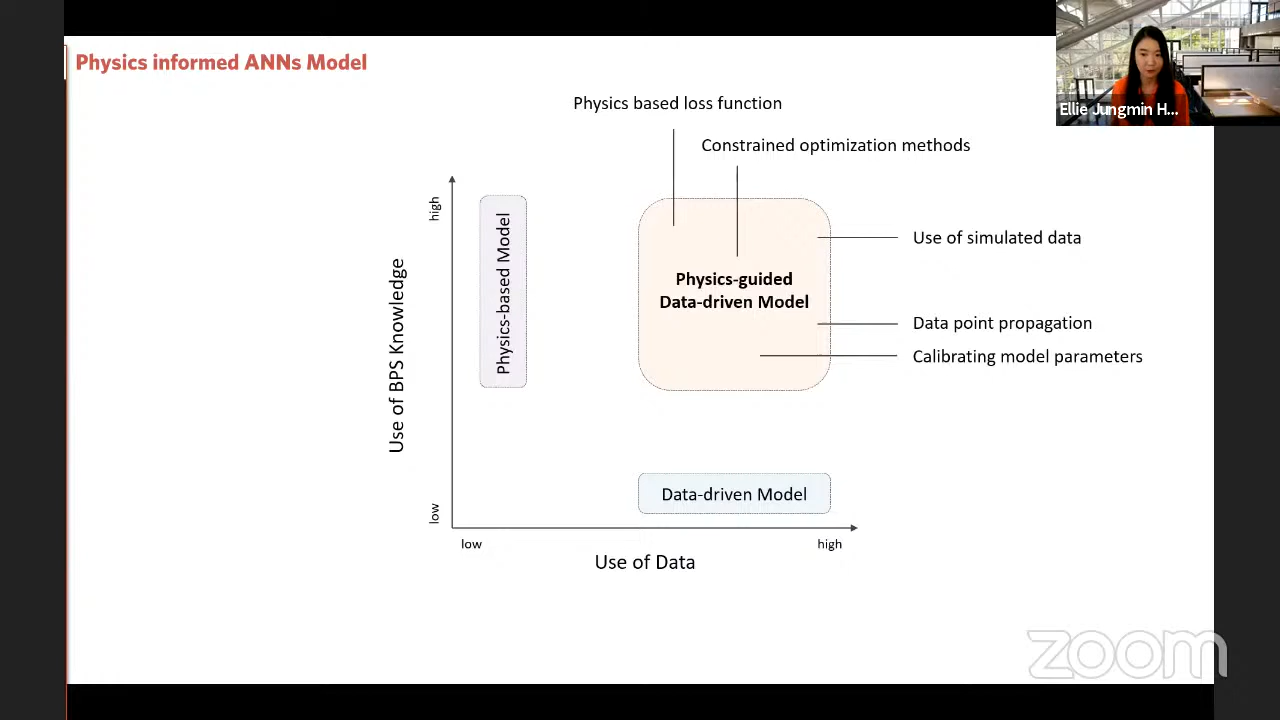 Physics informed ANNs Model
Ellie Jungmin H...
Physics based loss function
Constrained optimization methods
high
Physics-based Model
Use of simulated data
Use of BPS Knowledge
Physics-guided
Data-driven Model
Data point propagation
Calibrating model parameters
low
Data-driven Model
low
high
Use of Data
zoom